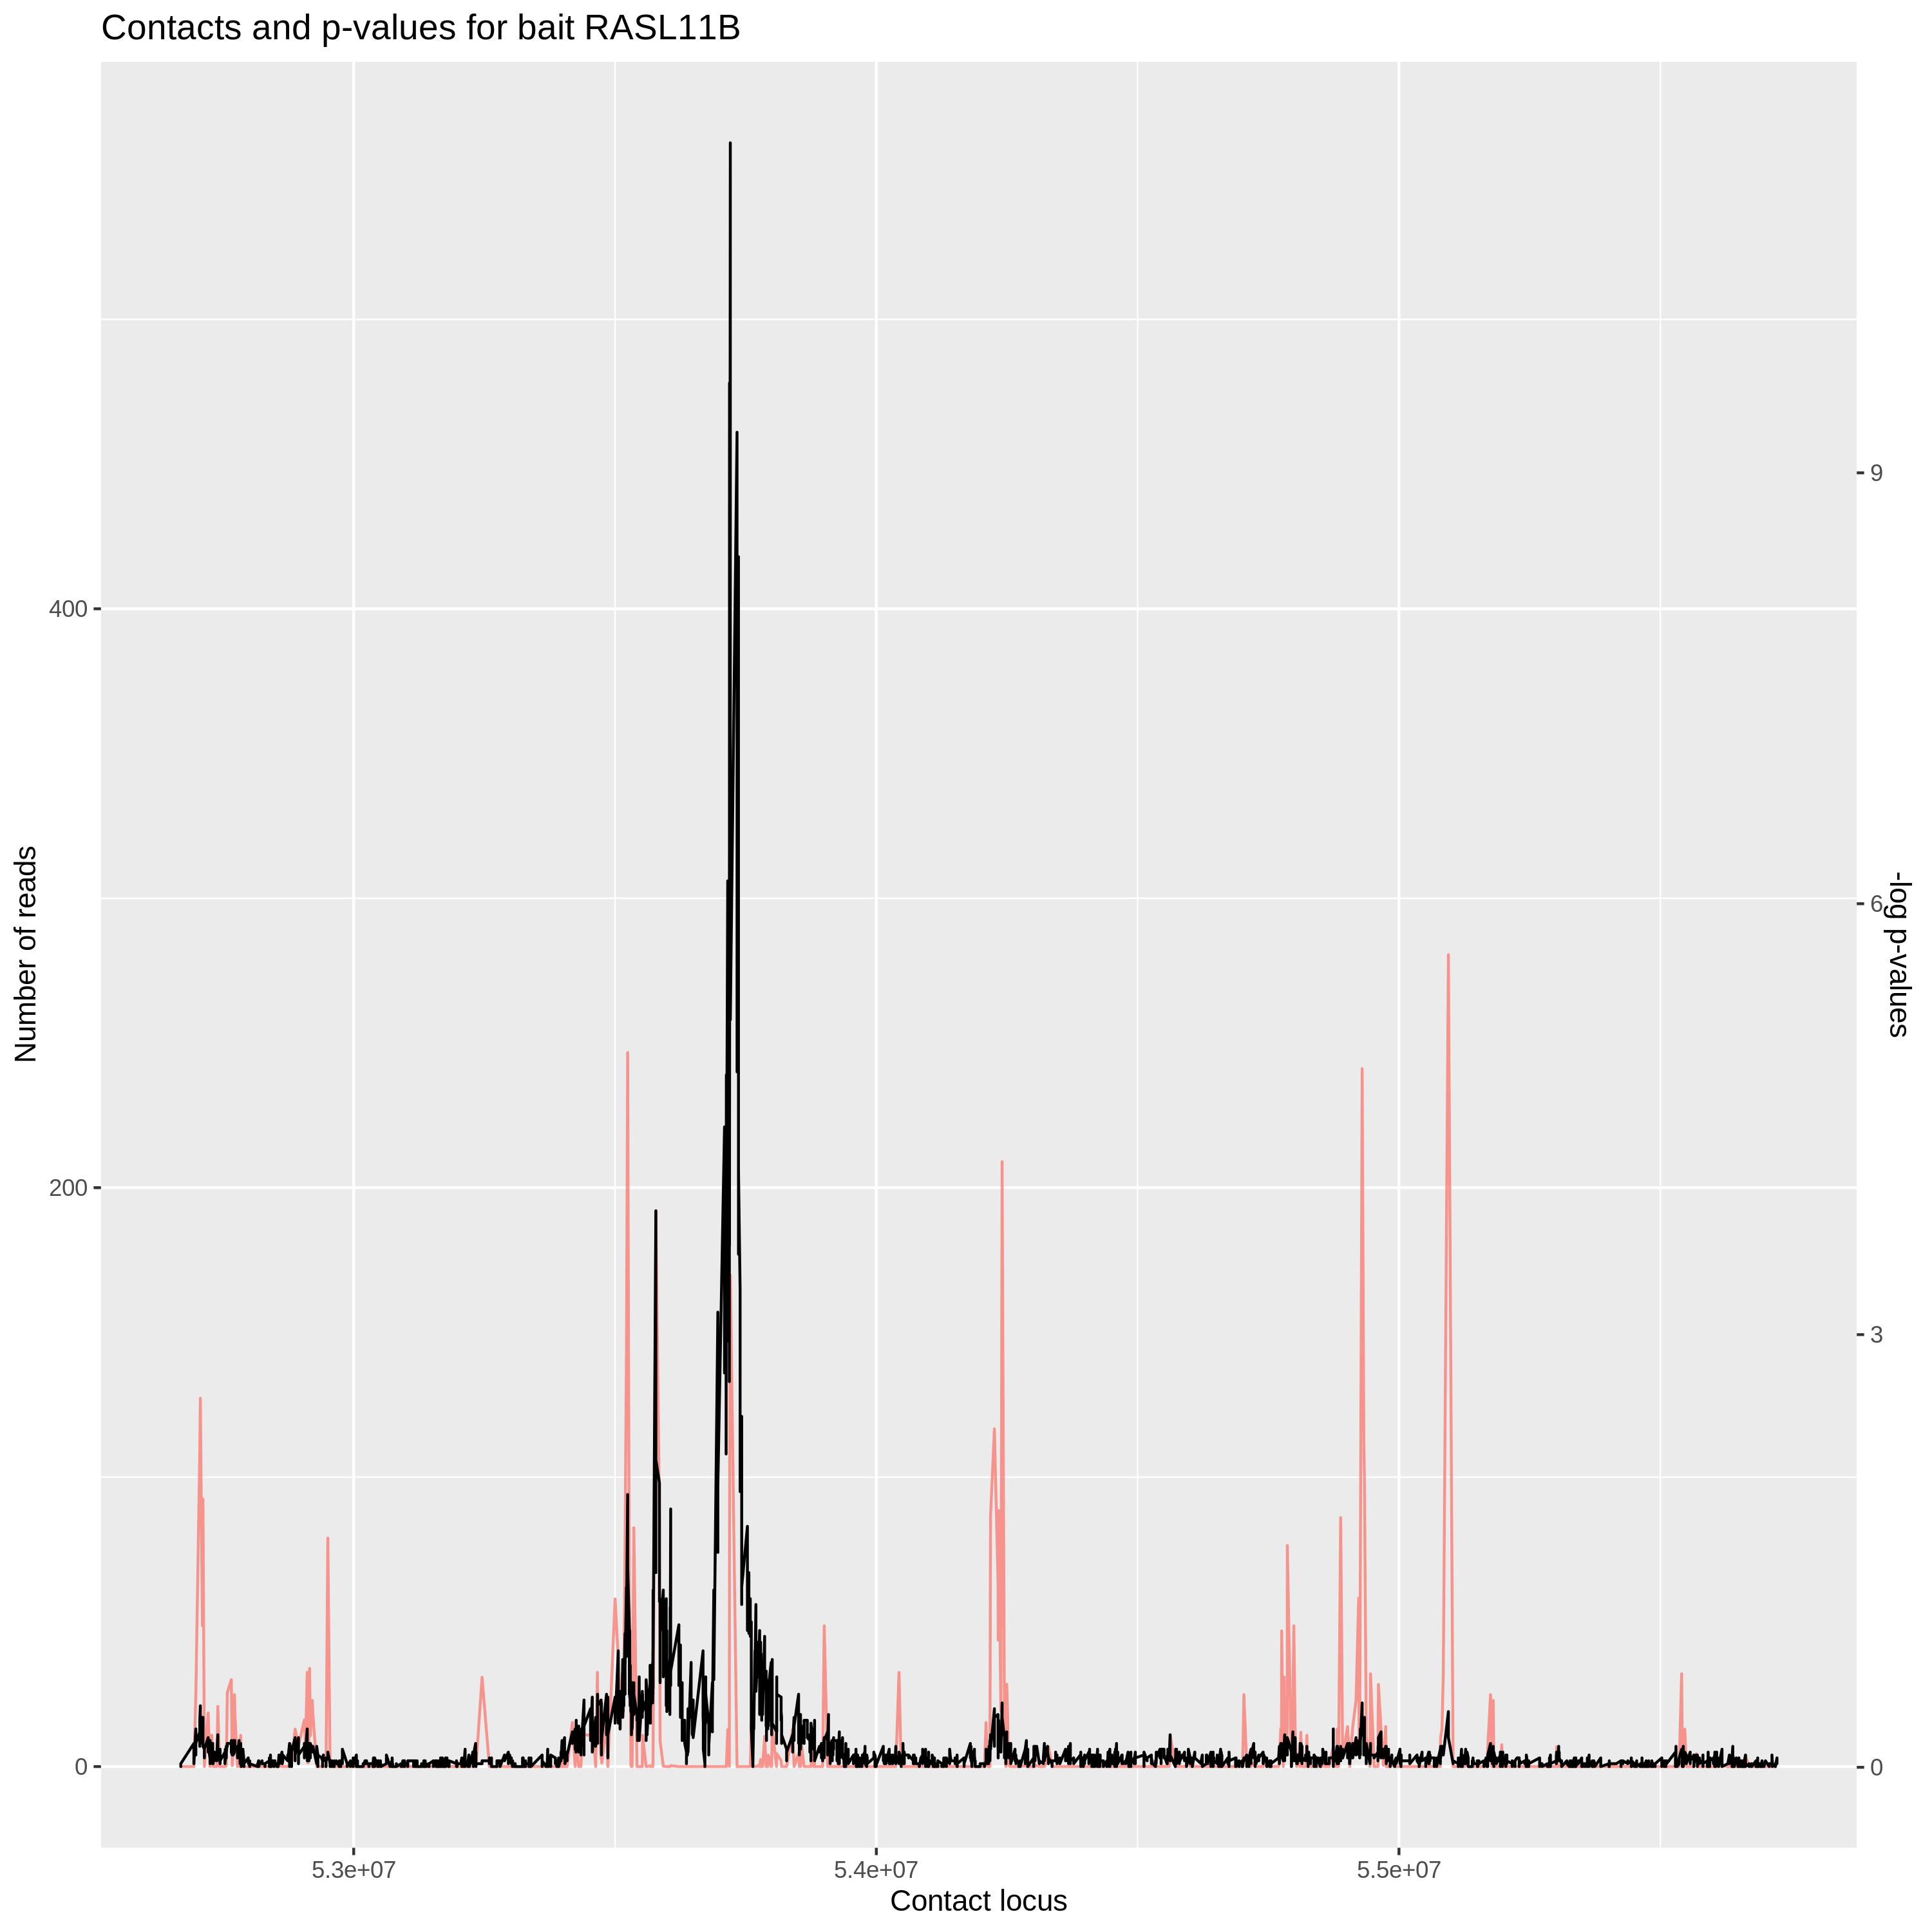 Contacts and p-values for bait RASL11B
Number of reads
400
200
0
9
6
3
0
-log p-values
5.3e+07
5.4e+07
5.5e+07
Contact locus